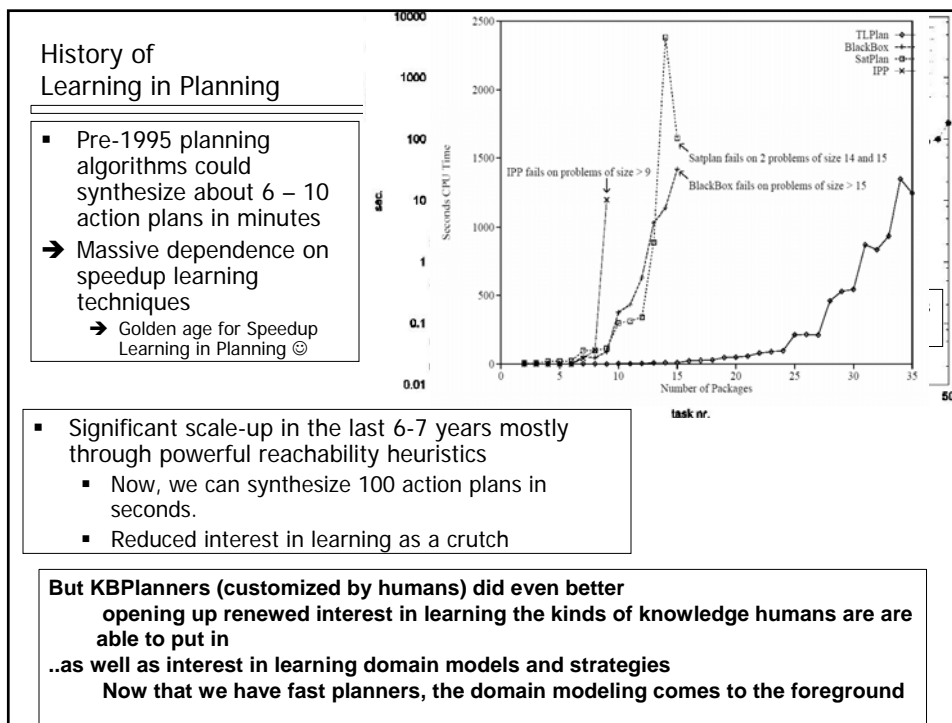 History of
Learning in Planning
▪ Pre-1995 planning
algorithms could
synthesize about 6 – 10
action plans in minutes
➔ Massive dependence on
speedup learning
techniques
➔ Golden age for Speedup
Learning in Planning ☺
10000
1000
100
10
1
0.1
0.01
sec.
2500
2000
1500
1000
500
0
Seconds CPU Time
TLPlan
BlackBox
SatPlan
IPP
Satplan fails on 2 problems of size 14 and 15
IPP fails on problems of size > 9
BlackBox fails on problems of size > 15
0 5 10 15 20 25 30 35
Number of Packages
50
task nr.
▪ Significant scale-up in the last 6-7 years mostly
through powerful reachability heuristics
▪ Now, we can synthesize 100 action plans in
seconds.
▪ Reduced interest in learning as a crutch
But KBPlanners (customized by humans) did even better
opening up renewed interest in learning the kinds of knowledge humans are are
able to put in
..as well as interest in learning domain models and strategies
Now that we have fast planners, the domain modeling comes to the foreground